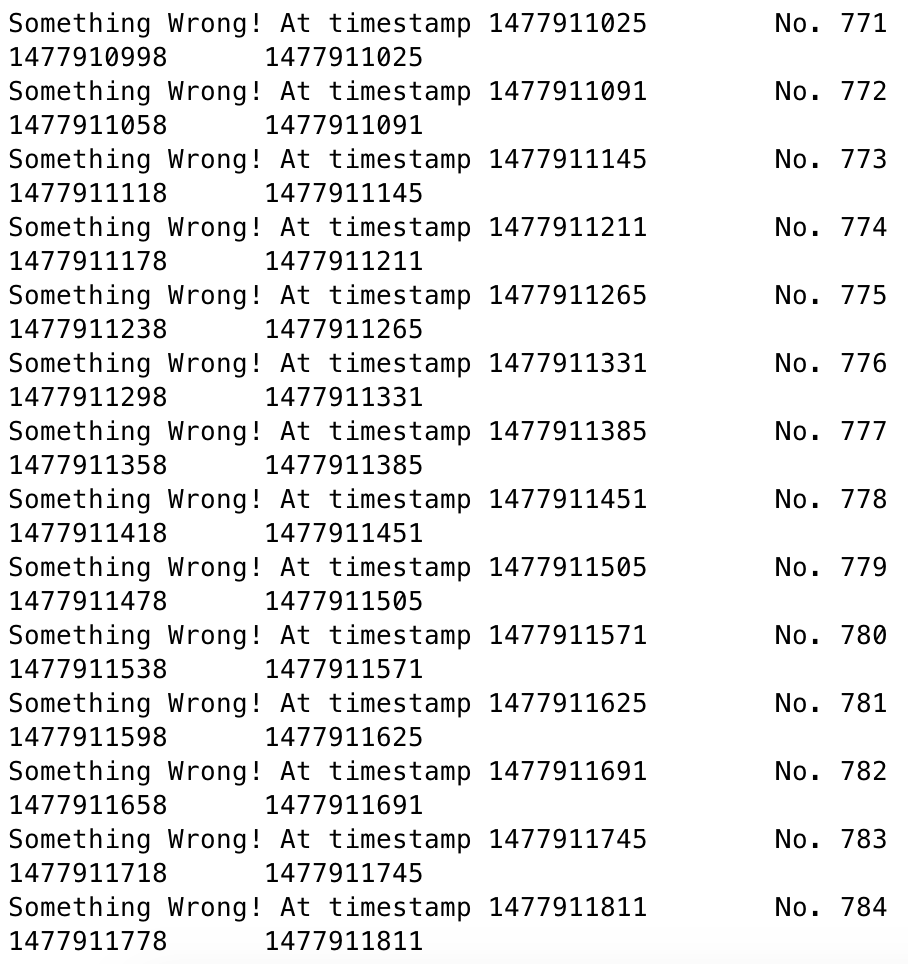 Something Wrong! At timestamp 1477911025 No. 771
1477910998 1477911025
Something Wrong! At timestamp 1477911091 No. 772
1477911058 1477911091
Something Wrong! At timestamp 1477911145 No. 773
1477911118 1477911145
Something Wrong! At timestamp 1477911211 No. 774
1477911178 1477911211
Something Wrong! At timestamp 1477911265 No. 775
1477911238 1477911265
Something Wrong! At timestamp 1477911331 No. 776
1477911298 1477911331
Something Wrong! At timestamp 1477911385 No. 777
1477911358 1477911385
Something Wrong! At timestamp 1477911451 No. 778
1477911418 1477911451
Something Wrong! At timestamp 1477911505 No. 779
1477911478 1477911505
Something Wrong! At timestamp 1477911571 No. 780
1477911538 1477911571
Something Wrong! At timestamp 1477911625 No. 781
1477911598 1477911625
Something Wrong! At timestamp 1477911691 No. 782
1477911658 1477911691
Something Wrong! At timestamp 1477911745 No. 783
1477911718 1477911745
Something Wrong! At timestamp 1477911811 No. 784
1477911778 1477911811